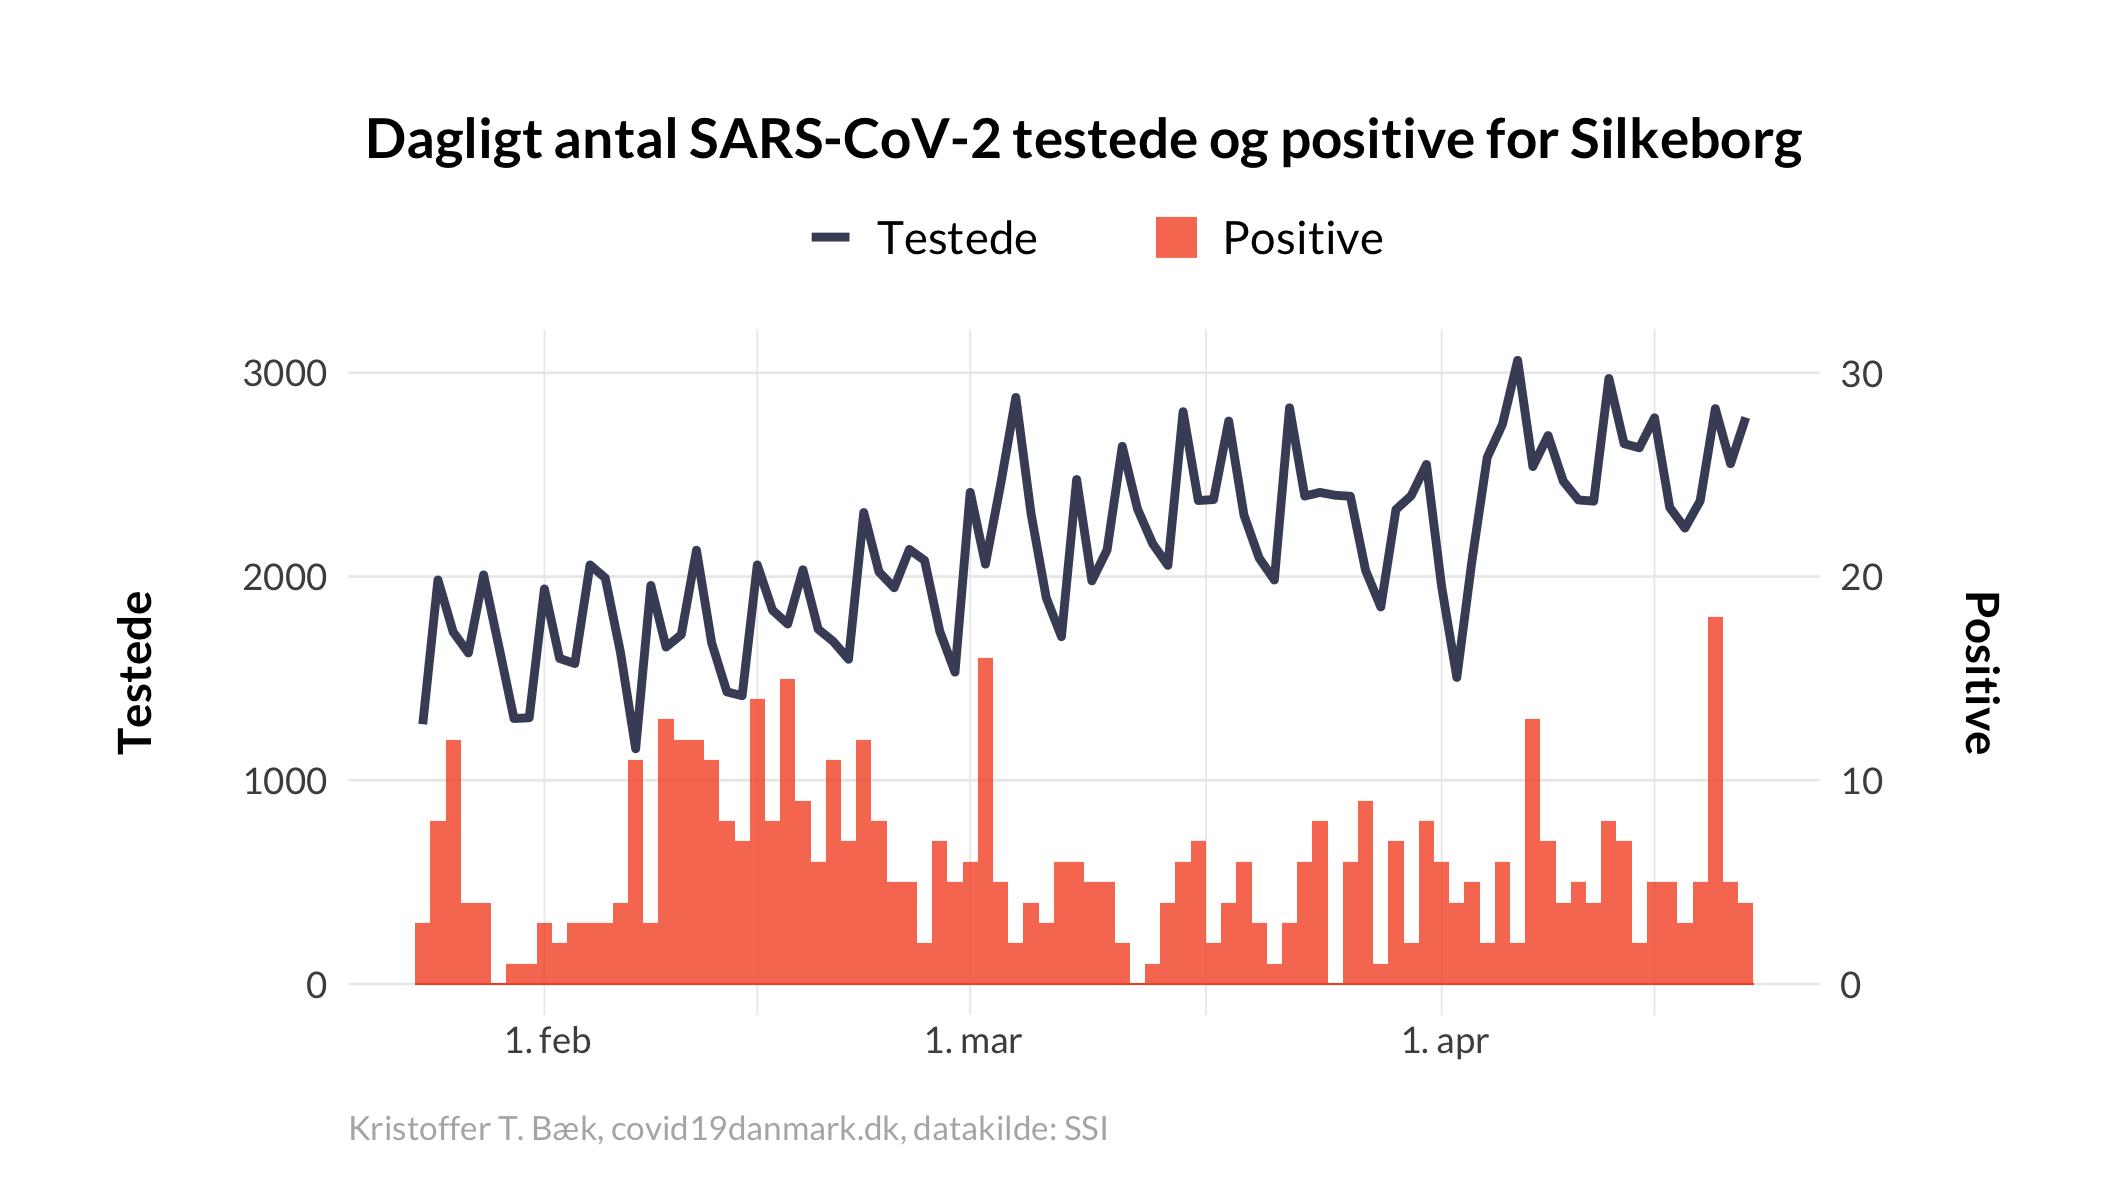 Dagligt antal SARS-CoV-2 testede og positive for Silkeborg
Testede
Positive
3000
2000
1000
0
Testede
30
20
10
0
Positive
1. feb
1. mar
1. apr
Kristoffer T. Bæk, covid19danmark.dk, datakilde: SSI